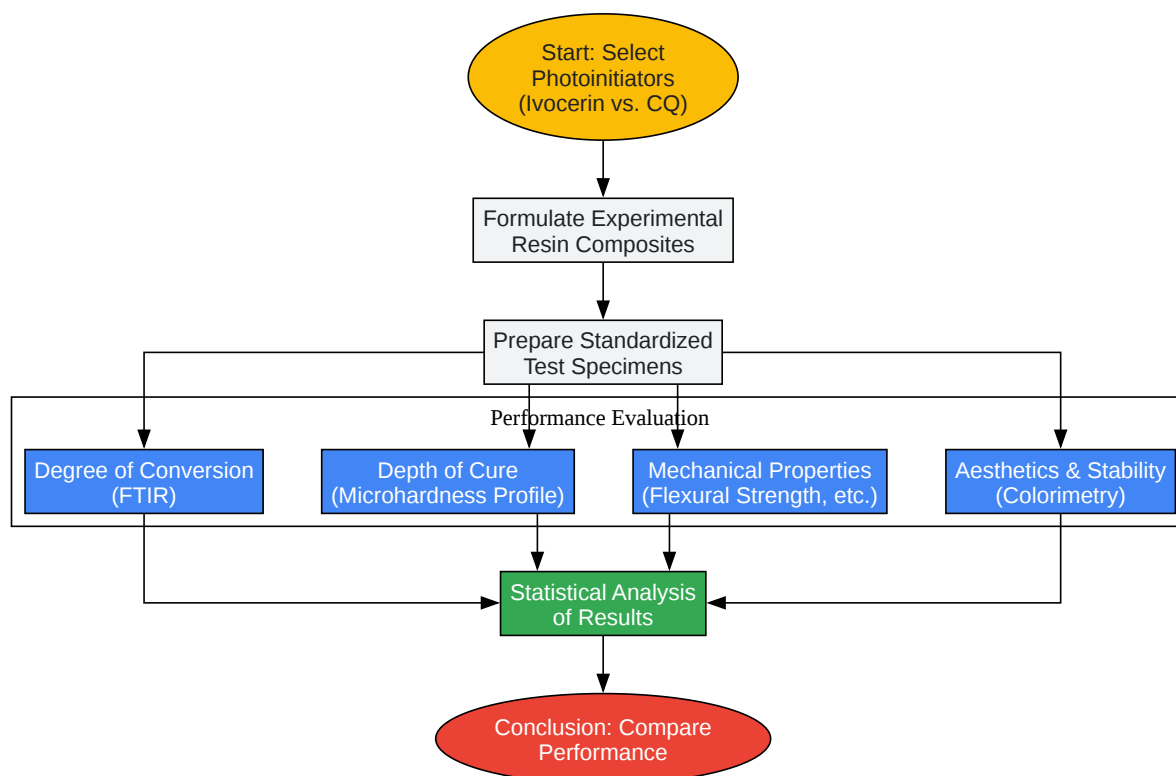 Start: Select
Photoinitiators
(Ivocerin vs. CQ)
Formulate Experimental
Resin Composites
Prepare Standardized
Test Specimens
Performance Evaluation
Degree of Conversion
(FTIR)
Depth of Cure
(Microhardness Profile)
Mechanical Properties
(Flexural Strength, etc.)
Aesthetics & Stability
(Colorimetry)
Statistical Analysis
of Results
Conclusion: Compare
Performance